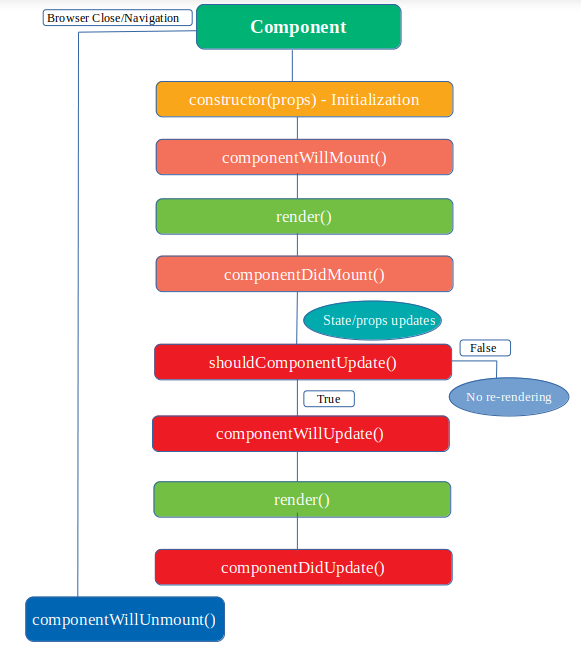 Browser Close/Navigation
Component
constructor(props) - Initialization
componentWillMount()
render()
componentDidMount()
State/props updates
shouldComponentUpdate()
False
No re-rendering
True
componentWillUpdate()
render()
componentDidUpdate()
componentWillUnmount()